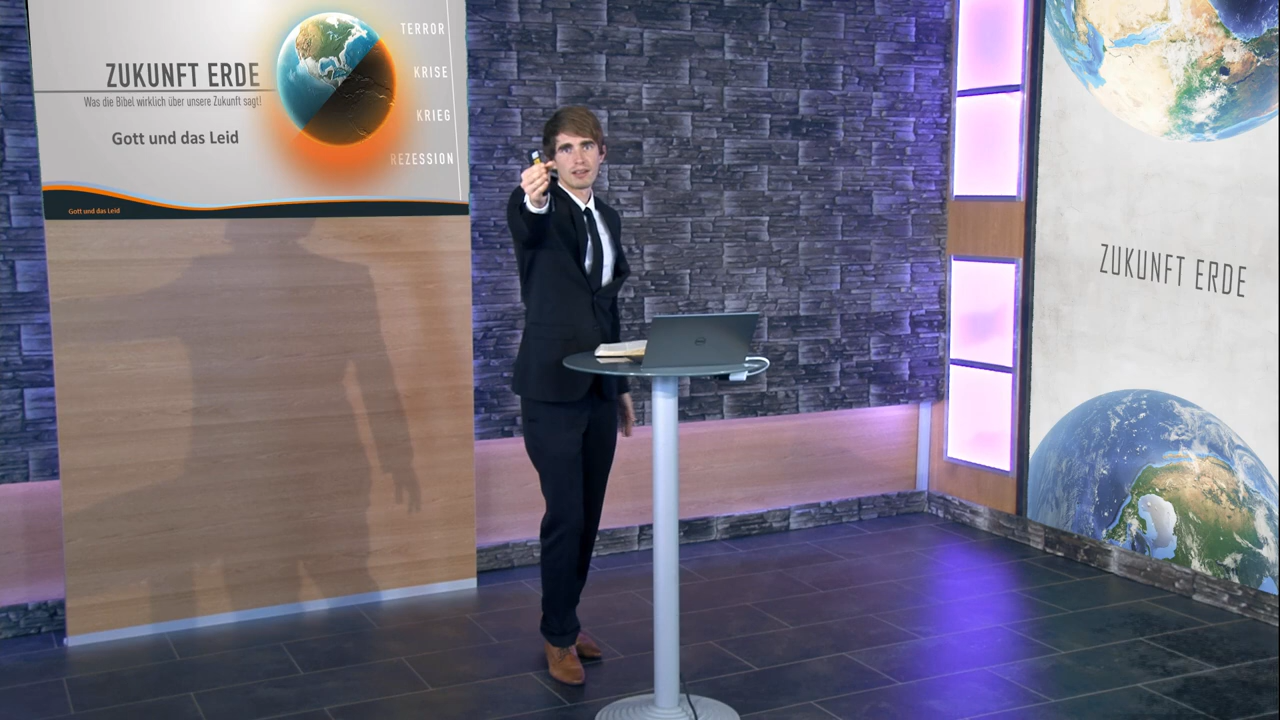 ZUKUNFT ERDE
Was die Bibel wirklich über unsere Zukunft sagt!
Gott und das Leid
TERROR
KRISE
KRIEG
REZESSION
Gott und das Leid
DELL
ZUKUNFT ERDE